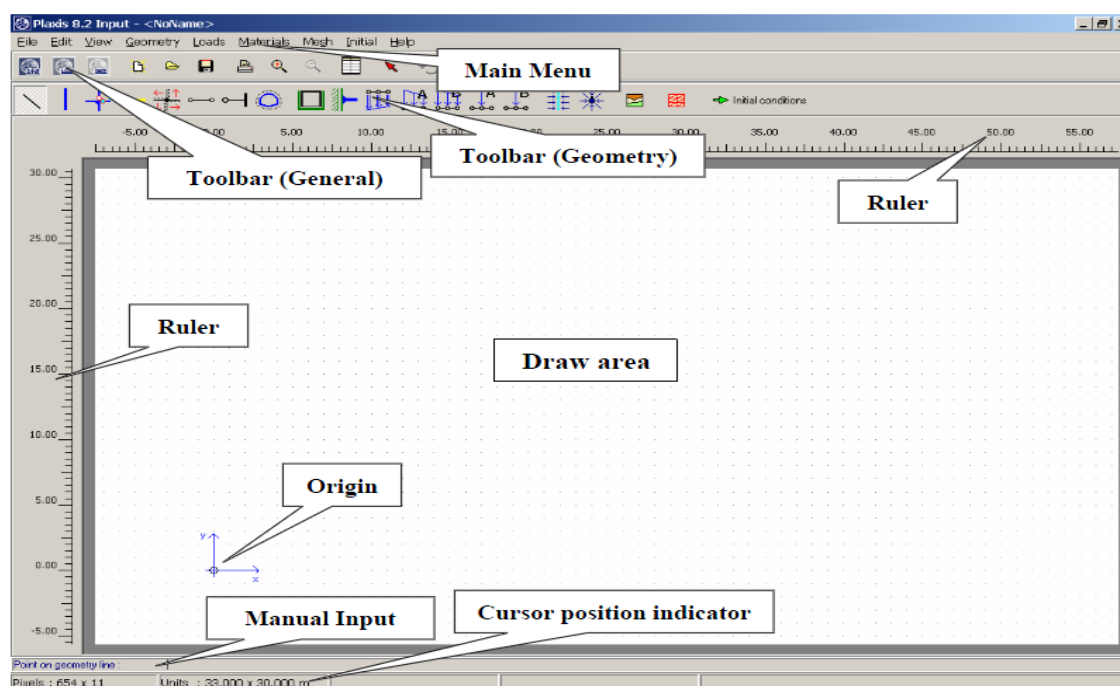 Plaxis 8.2 Input - <NoName>
File Edit View Geometry Loads Materials Mesh Initial Help
Main Menu
A B A B
Initial conditions
-5.00 0.00 5.00 10.00 15.00 20.00 25.00 30.00 35.00 40.00 45.00 50.00 55.00
Toolbar (Geometry)
Toolbar (General)
Ruler
30.00
25.00
20.00
Ruler
Draw area
15.00
10.00
Origin
5.00
y
0.00
x
Manual Input
Cursor position indicator
-5.00
Point on geometry line :
Pixels : 654 x 11 Units : 33.000 x 30.000 m